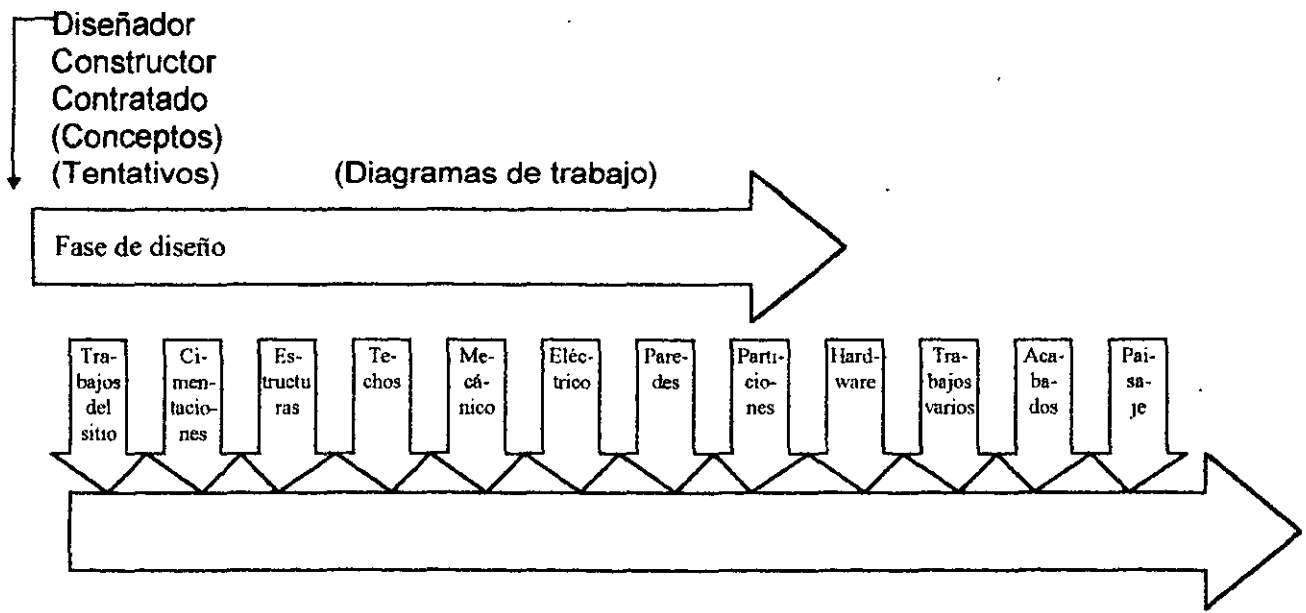 Diseñador
Constructor
Contratado
(Conceptos)
(Tentativos) (Diagramas de trabajo)
Fase de diseño
Tra-
bajos
del
sitio
Ci-
men-
tacio-
nes
Es-
tructu
ras
Te-
chos
Me-
cá-
nico
Eléc-
trico
Pare-
des
Parti-
cio-
nes
Hard-
ware
Tra-
bajos
varios
Aca-
ba-
dos
Pai-
sa-
je